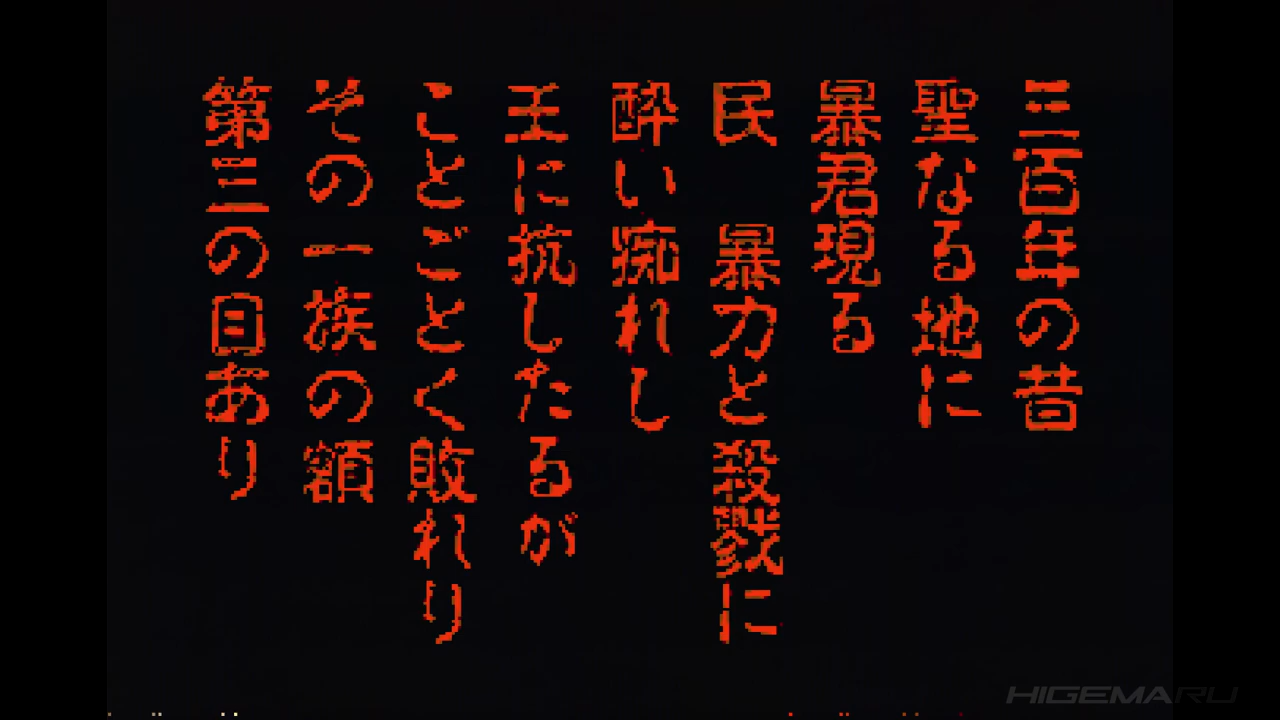 三百年の昔
聖なる地に
暴君現る
民　暴力と殺戮に
酔い痴れし
王に抗したるが
ことごとく敗れり
その一族の額
第三の目あり
HIGEMARU